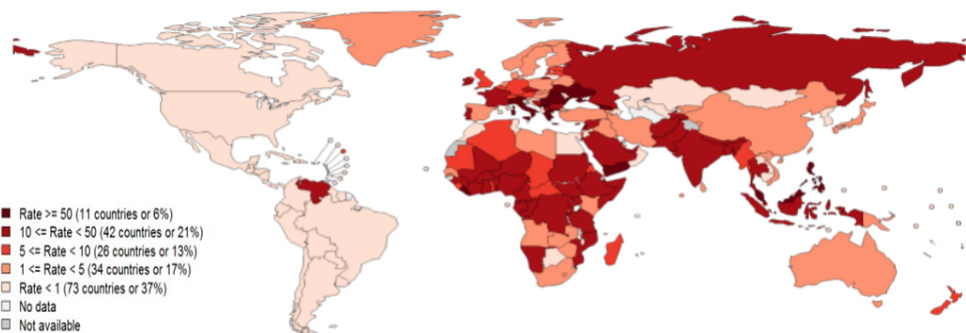 Rate >= 50 (11 countries or 6%)
10 <= Rate < 50 (42 countries or 21%)
5 <= Rate < 10 (26 countries or 13%)
1 <= Rate < 5 (34 countries or 17%)
Rate < 1 (73 countries or 37%)
No data
Not available